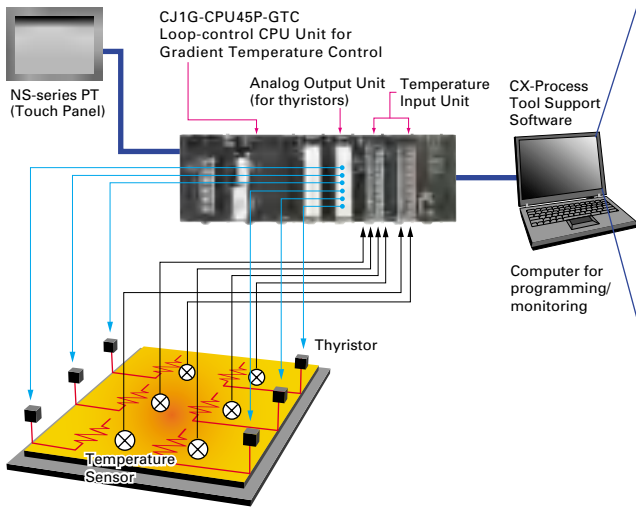 CJ1G-CPU45P-GTC
Loop-control CPU Unit for
Gradient Temperature Control
NS-series PT
(Touch Panel)
Analog Output Unit
(for thyristors)
Temperature
Input Unit
CX-Process
Tool Support
Software
Computer for
programming/
monitoring
Thyristor
Temperature
Sensor